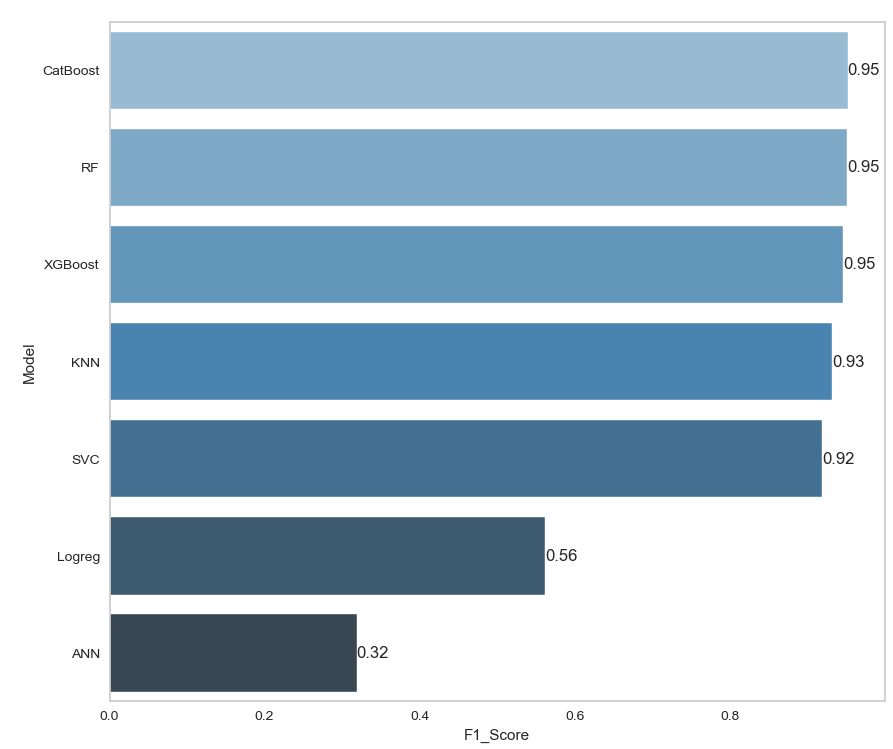 CatBoost 0.95
RF 0.95
XGBoost 0.95
KNN 0.93
SVC 0.92
Logreg 0.56
ANN 0.32
Model
0.0 0.2 0.4 0.6 0.8
F1_Score